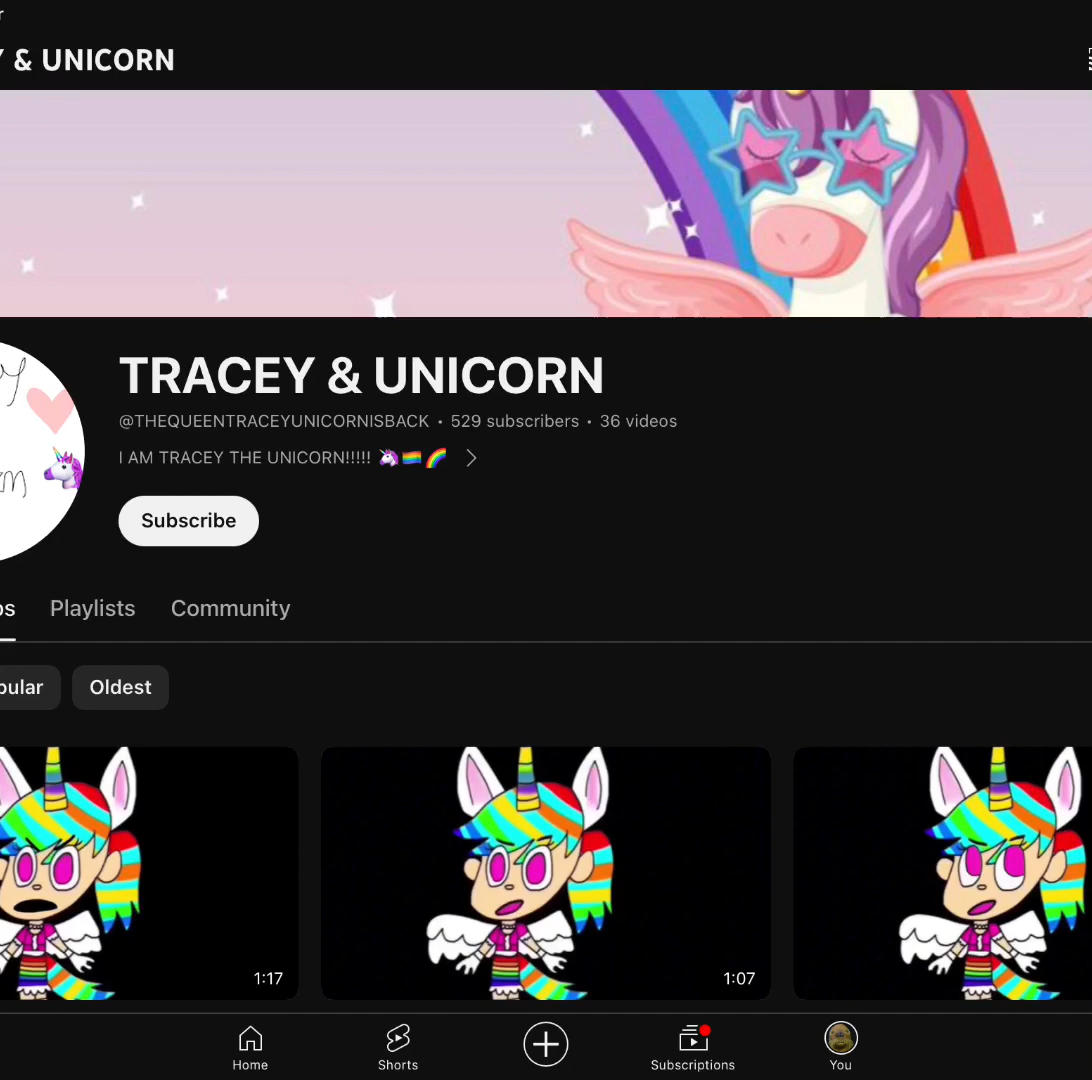 & UNICORN
TRACEY & UNICORN
@THEQUEENTRACEYUNICORNISBACK • 529 subscribers • 36 videos
I AM TRACEY THE UNICORN!!!!! 🦄🏳️‍🌈🌈
Subscribe
Playlists Community
Oldest
1:17 1:07
Home Shorts Subscriptions You